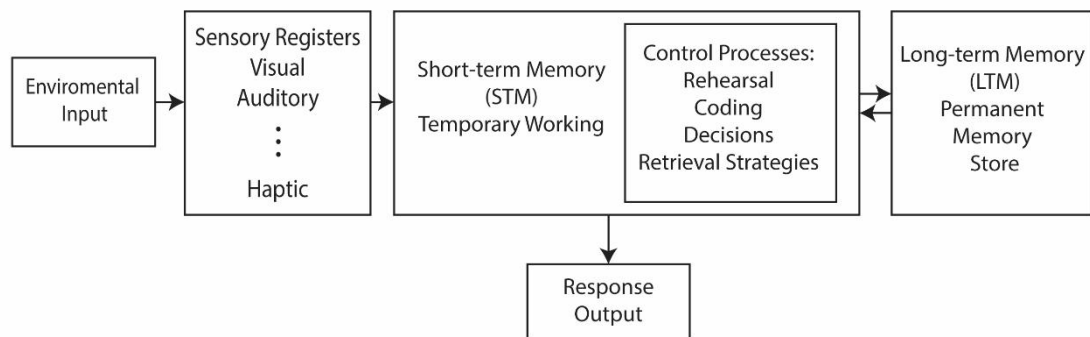 Enviromental
Input
Sensory Registers
Visual
Auditory
Haptic
Short-term Memory
(STM)
Temporary Working
Control Processes:
Rehearsal
Coding
Decisions
Retrieval Strategies
Long-term Memory
(LTM)
Permanent
Memory
Store
Response
Output